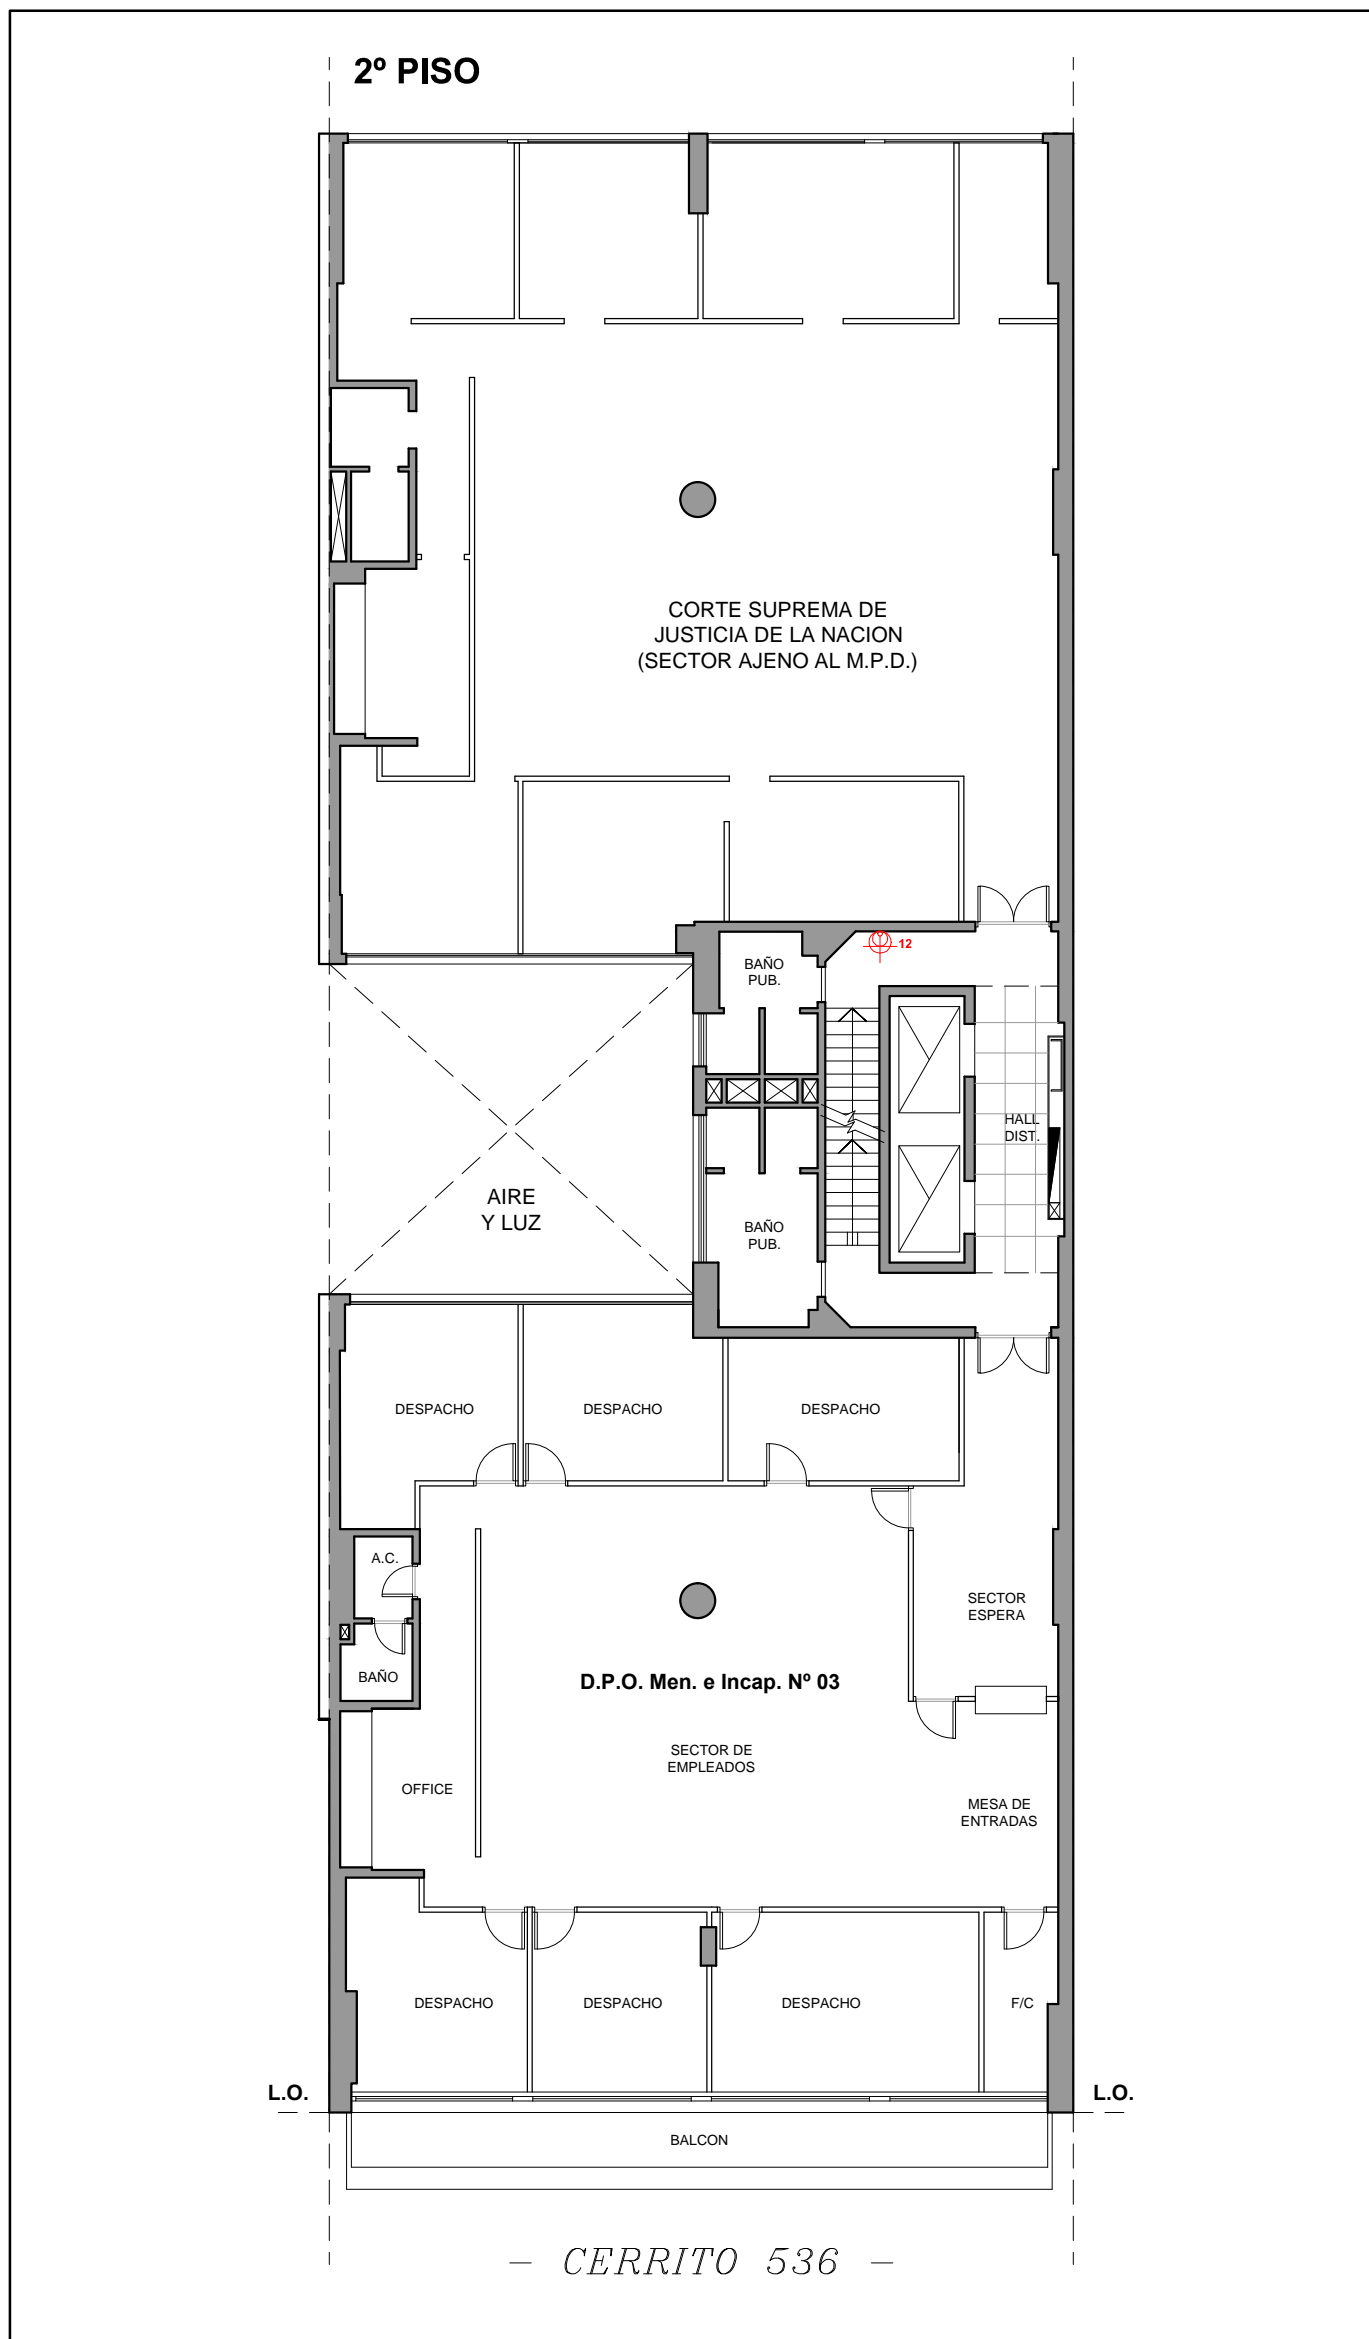 2º PISO
CORTE SUPREMA DE
JUSTICIA DE LA NACION
(SECTOR AJENO AL M.P.D.)
12
BAÑO
PUB.
HALL
DIST.
AIRE
Y LUZ
BAÑO
PUB.
DESPACHO
DESPACHO
DESPACHO
A.C.
SECTOR
ESPERA
BAÑO
D.P.O. Men. e Incap. Nº 03
SECTOR DE
EMPLEADOS
OFFICE
MESA DE
ENTRADAS
DESPACHO
DESPACHO
DESPACHO
F/C
L.O.
L.O.
BALCON
- CERRITO 536 -